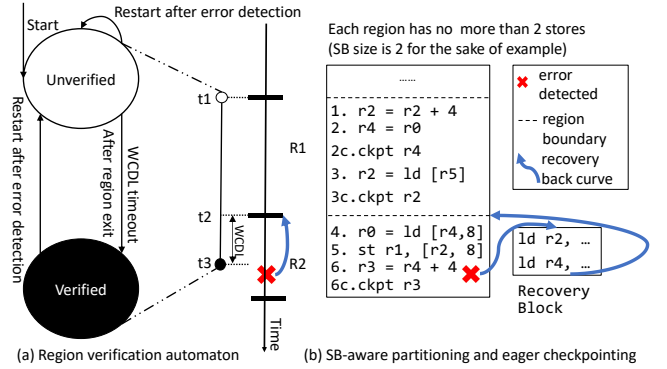 Restart after error detection
Start
Unverified
Restart after error detection
After region exit
WCDL timeout
Verified
t1
R1
t2
WCDL
t3
R2
Time
(a) Region verification automaton
Each region has no more than 2 stores
(SB size is 2 for the sake of example)
......
1. r2 = r2 + 4
2. r4 = r0
2c.ckpt r4
3. r2 = ld [r5]
3c.ckpt r2
4. r0 = ld [r4,8]
5. st r1, [r2, 8]
6. r3 = r4 + 4
6c.ckpt r3
error
detected
region
boundary
recovery
back curve
ld r2, …
ld r4, …
Recovery
Block
(b) SB-aware partitioning and eager checkpointing